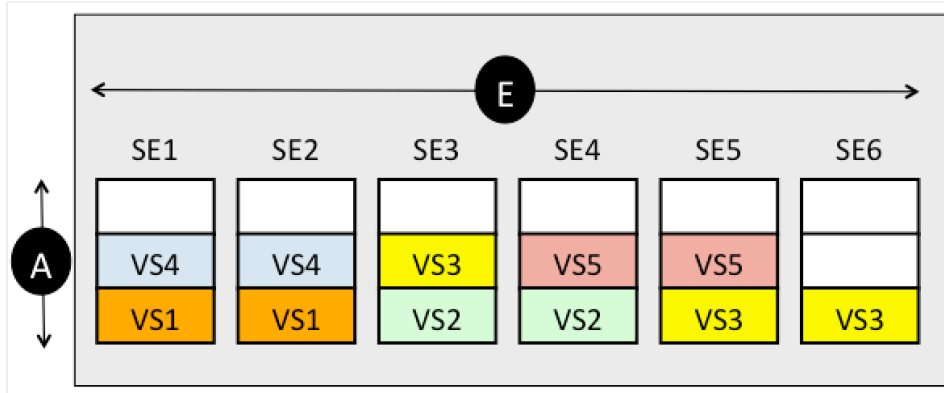 E
SE1 SE2 SE3 SE4 SE5 SE6
A
VS4 VS4 VS3 VS5 VS5
VS1 VS1 VS2 VS2 VS3 VS3